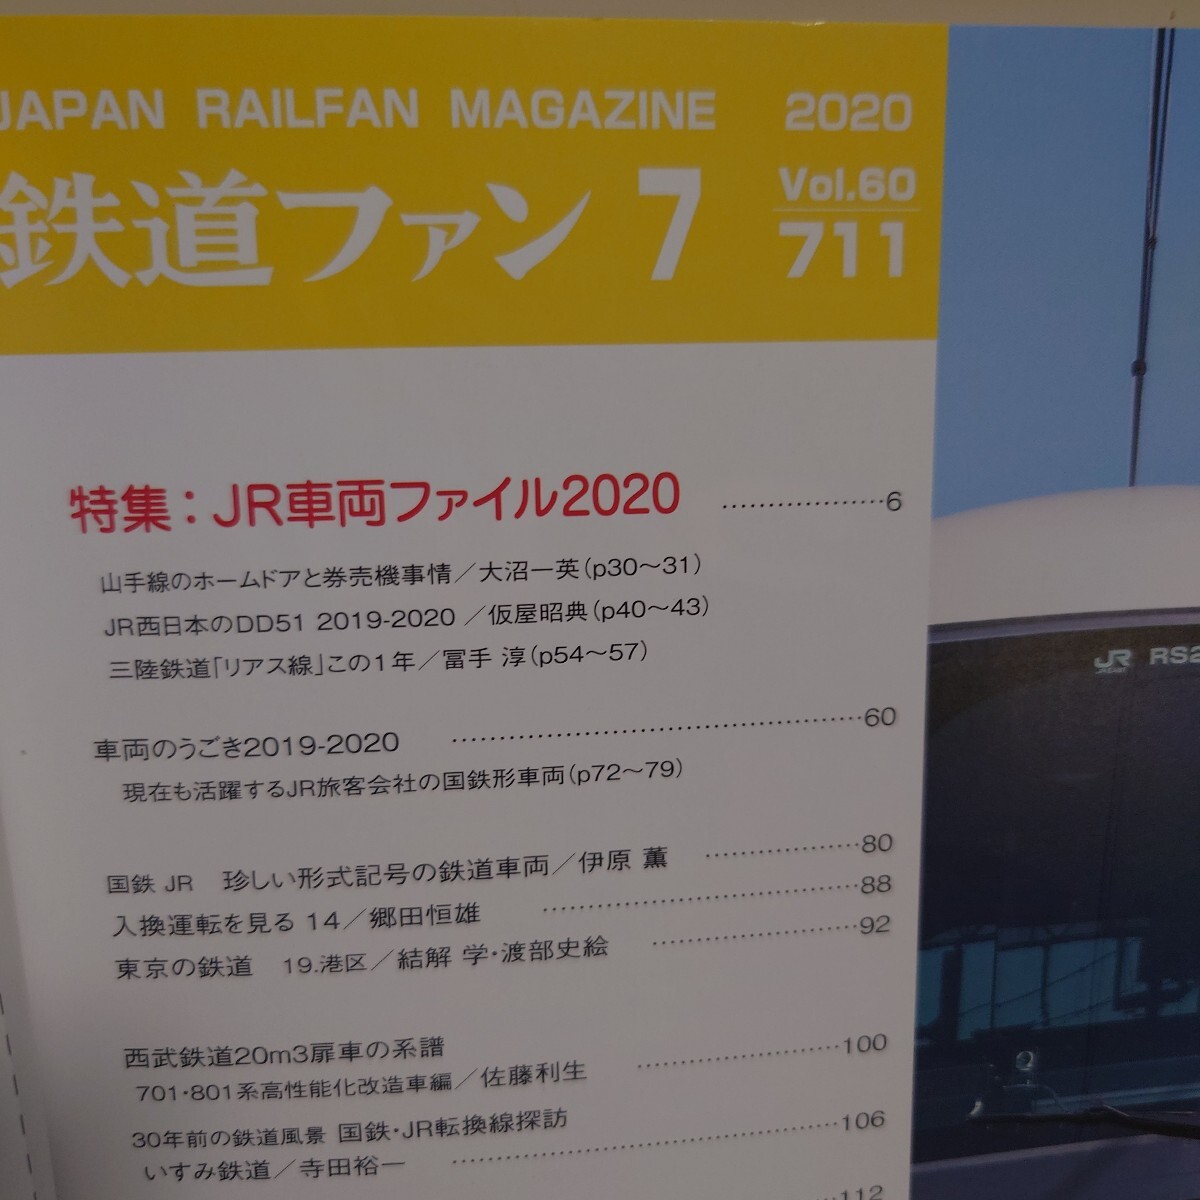 JAPAN RAILFAN MAGAZINE 2020
鉄道ファン 7 Vol.60
711
特集：JR車両ファイル2020 ………………6
山手線のホームドアと券売機事情／大沼一英(p30〜31)
JR西日本のDD51 2019-2020 ／仮屋昭典(p40〜43)
三陸鉄道「リアス線」この1年／冨手 淳(p54〜57)
車両のうごき2019-2020 ………………60
現在も活躍するJR旅客会社の国鉄形車両(p72〜79)
国鉄 JR 珍しい形式記号の鉄道車両／伊原 薫 ………………80
入換運転を見る 14／郷田恒雄 ………………88
東京の鉄道 19.港区／結解 学・渡部史絵 ………………92
西武鉄道20m3扉車の系譜
701・801系高性能化改造車編／佐藤利生 ………………100
30年前の鉄道風景 国鉄・JR転換線探訪
いすみ鉄道／寺田裕一 ………………106
………………112
JR